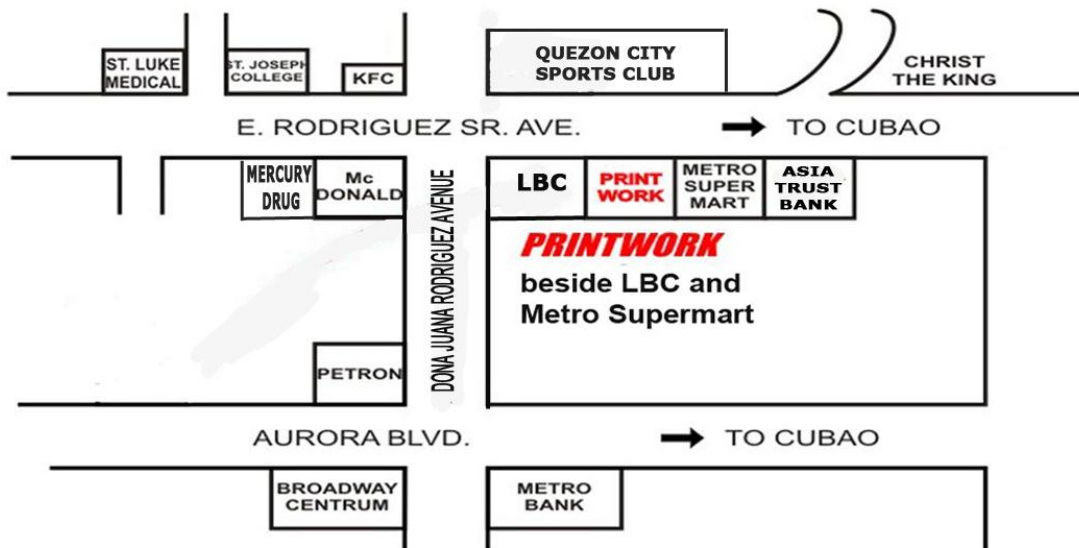 ST. LUKE
MEDICAL
ST. JOSEPH
COLLEGE
KFC
QUEZON CITY
SPORTS CLUB
CHRIST
THE KING
E. RODRIGUEZ SR. AVE.
TO CUBAO
MERCURY
DRUG
Mc
DONALD
DONA JUANA RODRIGUEZ AVENUE
LBC
PRINT
WORK
METRO
SUPER
MART
ASIA
TRUST
BANK
PRINTWORK
beside LBC and
Metro Supermart
PETRON
AURORA BLVD.
TO CUBAO
BROADWAY
CENTRUM
METRO
BANK